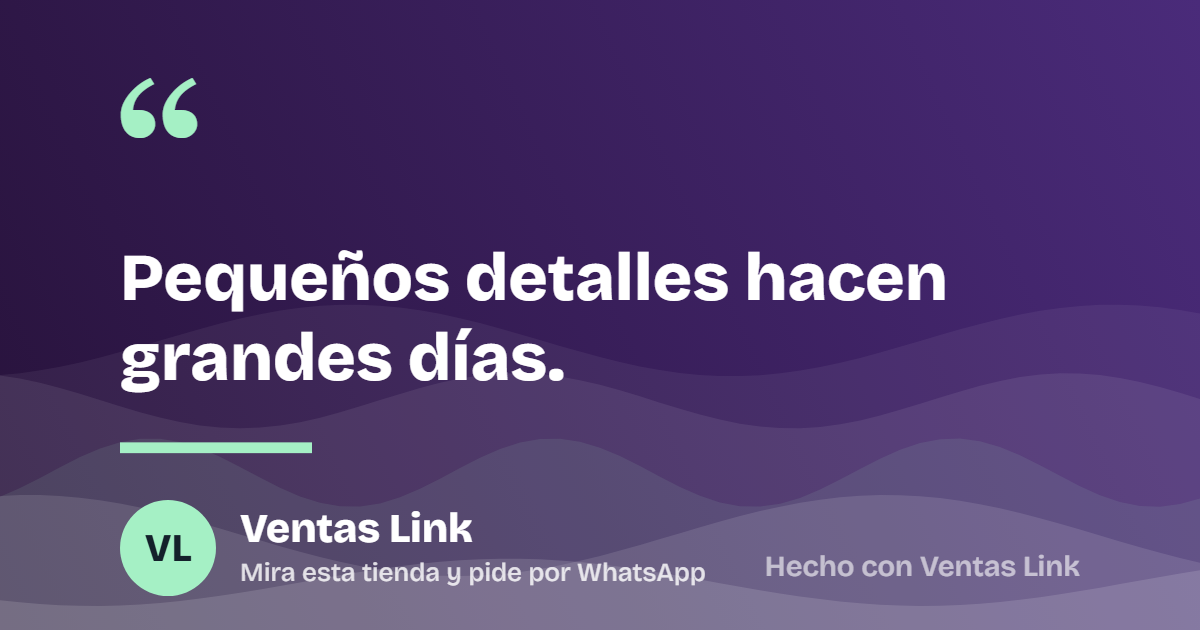 “
Pequeños detalles hacen
grandes días.
VL
Ventas Link
Mira esta tienda y pide por WhatsApp
Hecho con Ventas Link